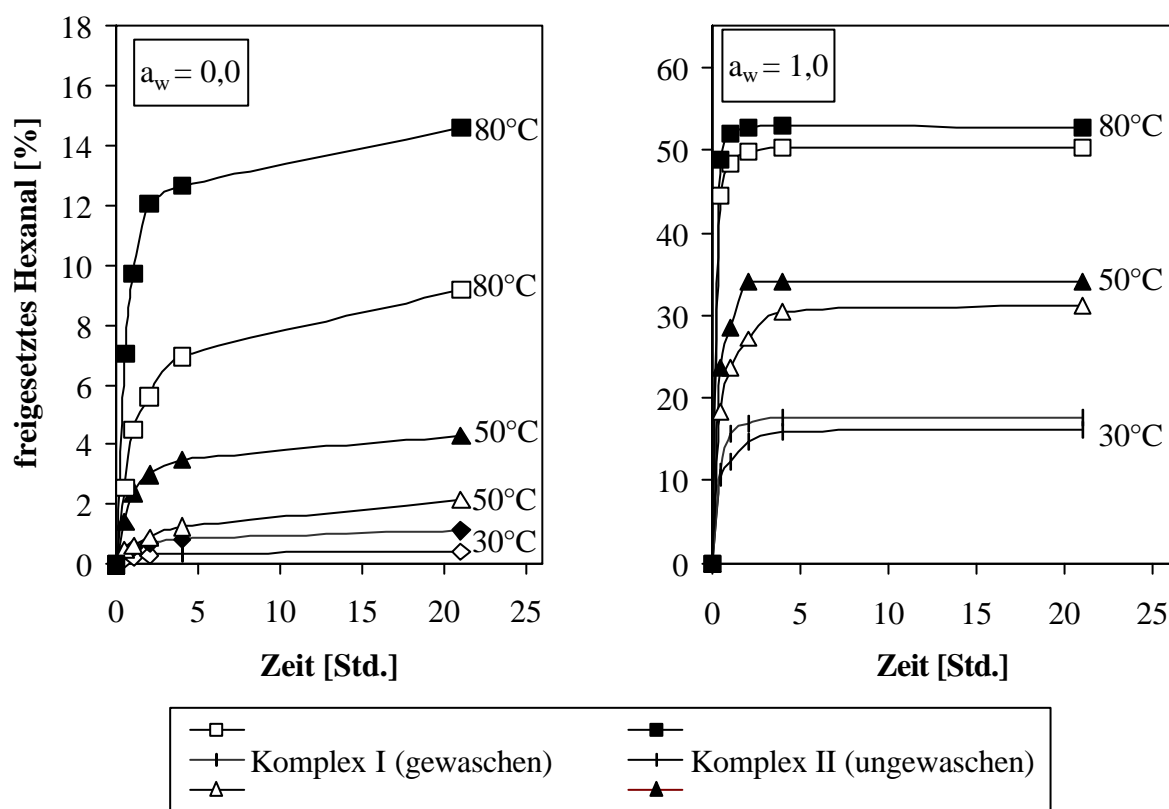 freigesetztes Hexanal [%]
18
16
14
12
10
8
6
4
2
0
a_w = 0,0
80°C
80°C
50°C
50°C
30°C
0 5 10 15 20 25
Zeit [Std.]
60
50
40
30
20
10
0
a_w = 1,0
80°C
50°C
30°C
0 5 10 15 20 25
Zeit [Std.]
Komplex I (gewaschen) Komplex II (ungewaschen)